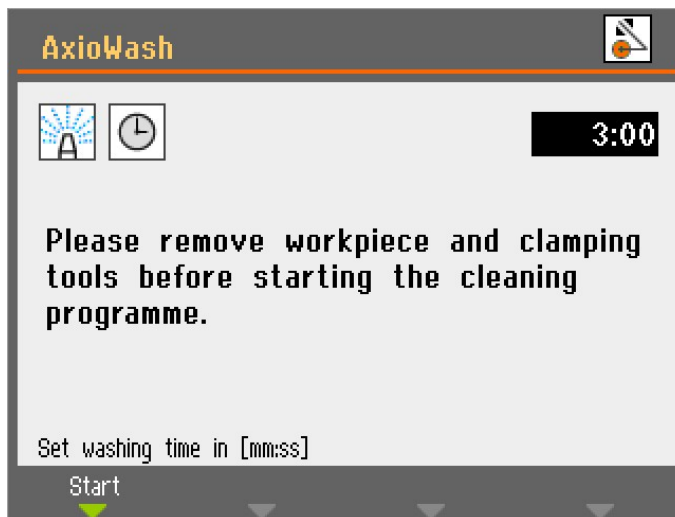 AxioWash
3:00
Please remove workpiece and clamping
tools before starting the cleaning
programme.
Set washing time in [mm:ss]
Start